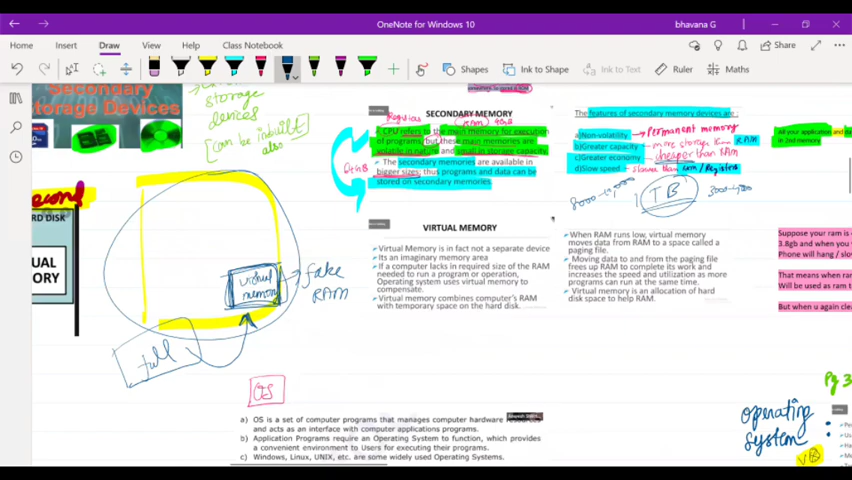 OneNote for Windows 10
bhavana G
Home
Insert
Draw
View
Help
Class Notebook
Share
Shapes
Ink to Shape
Ink to Text
Ruler
Maths
Secondary
Storage Devices
storage
devices
[can be inbuilt
also]
second
RD DISK
TUAL
MORY
virtual
memory
fake
RAM
full
OS
SECONDARY MEMORY
A CPU refers to the main memory for execution
of programs, but these main memories are
volatile in nature and small in storage capacity.
The secondary memories are available in
bigger sizes; thus programs and data can be
stored on secondary memories.
The features of secondary memory devices are :
a)Non-volatility
Permanent memory
b)Greater capacity
more storage than RAM
c)Greater economy
cheaper than RAM
d)Slow speed
slower than RAM/Registers
TB
All your application and
in 2nd memory
VIRTUAL MEMORY
Virtual Memory is in fact not a separate device
Its an imaginary memory area
If a computer lacks in required size of the RAM
needed to run a program or operation,
Operating system uses virtual memory to
compensate.
Virtual memory combines computer's RAM
with temporary space on the hard disk.
When RAM runs low, virtual memory
moves data from RAM to a space called a
paging file.
Moving data to and from the paging file
frees up RAM to complete its work and
increases the speed and utilization as more
programs can run at the same time.
Virtual memory is an allocation of hard
disk space to help RAM.
Suppose your ram is
3.8gb and when you
Phone will hang / slow
That means when ra
Will be used as ram t
But when u again cle
Pg 3
operating
system
a) OS is a set of computer programs that manages computer hardware resources
and acts as an interface with computer applications programs.
b) Application Programs require an Operating System to function, which provides
a convenient environment to Users for executing their programs.
c) Windows, Linux, UNIX, etc. are some widely used Operating Systems.